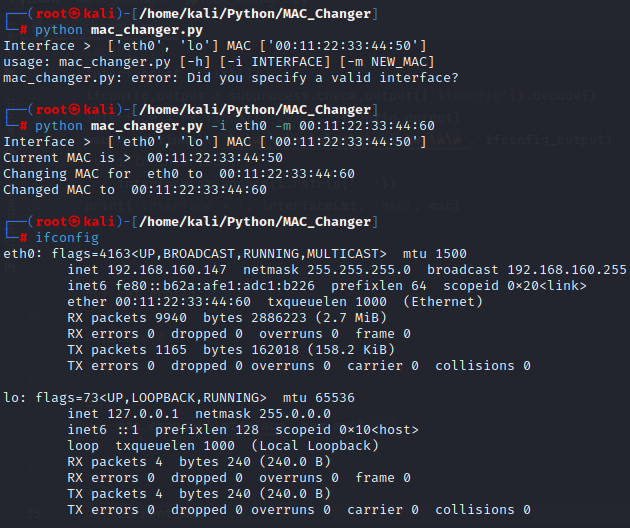 ┌──(root㉿kali)-[/home/kali/Python/MAC_Changer]
└─# python mac_changer.py
Interface >  ['eth0', 'lo'] MAC ['00:11:22:33:44:50']
usage: mac_changer.py [-h] [-i INTERFACE] [-m NEW_MAC]
mac_changer.py: error: Did you specify a valid interface?
┌──(root㉿kali)-[/home/kali/Python/MAC_Changer]
└─# python mac_changer.py -i eth0 -m 00:11:22:33:44:60
Interface >  ['eth0', 'lo'] MAC ['00:11:22:33:44:50']
Current MAC is >  00:11:22:33:44:50
Changing MAC for  eth0 to  00:11:22:33:44:60
Changed MAC to  00:11:22:33:44:60
┌──(root㉿kali)-[/home/kali/Python/MAC_Changer]
└─# ifconfig
eth0: flags=4163<UP,BROADCAST,RUNNING,MULTICAST>  mtu 1500
        inet 192.168.160.147  netmask 255.255.255.0  broadcast 192.168.160.255
        inet6 fe80::b62a:afe1:adc1:b226  prefixlen 64  scopeid 0×20<link>
        ether 00:11:22:33:44:60  txqueuelen 1000  (Ethernet)
        RX packets 9940  bytes 2886223 (2.7 MiB)
        RX errors 0  dropped 0  overruns 0  frame 0
        TX packets 1165  bytes 162018 (158.2 KiB)
        TX errors 0  dropped 0 overruns 0  carrier 0  collisions 0
lo: flags=73<UP,LOOPBACK,RUNNING>  mtu 65536
        inet 127.0.0.1  netmask 255.0.0.0
        inet6 ::1  prefixlen 128  scopeid 0×10<host>
        loop  txqueuelen 1000  (Local Loopback)
        RX packets 4  bytes 240 (240.0 B)
        RX errors 0  dropped 0  overruns 0  frame 0
        TX packets 4  bytes 240 (240.0 B)
        TX errors 0  dropped 0 overruns 0  carrier 0  collisions 0